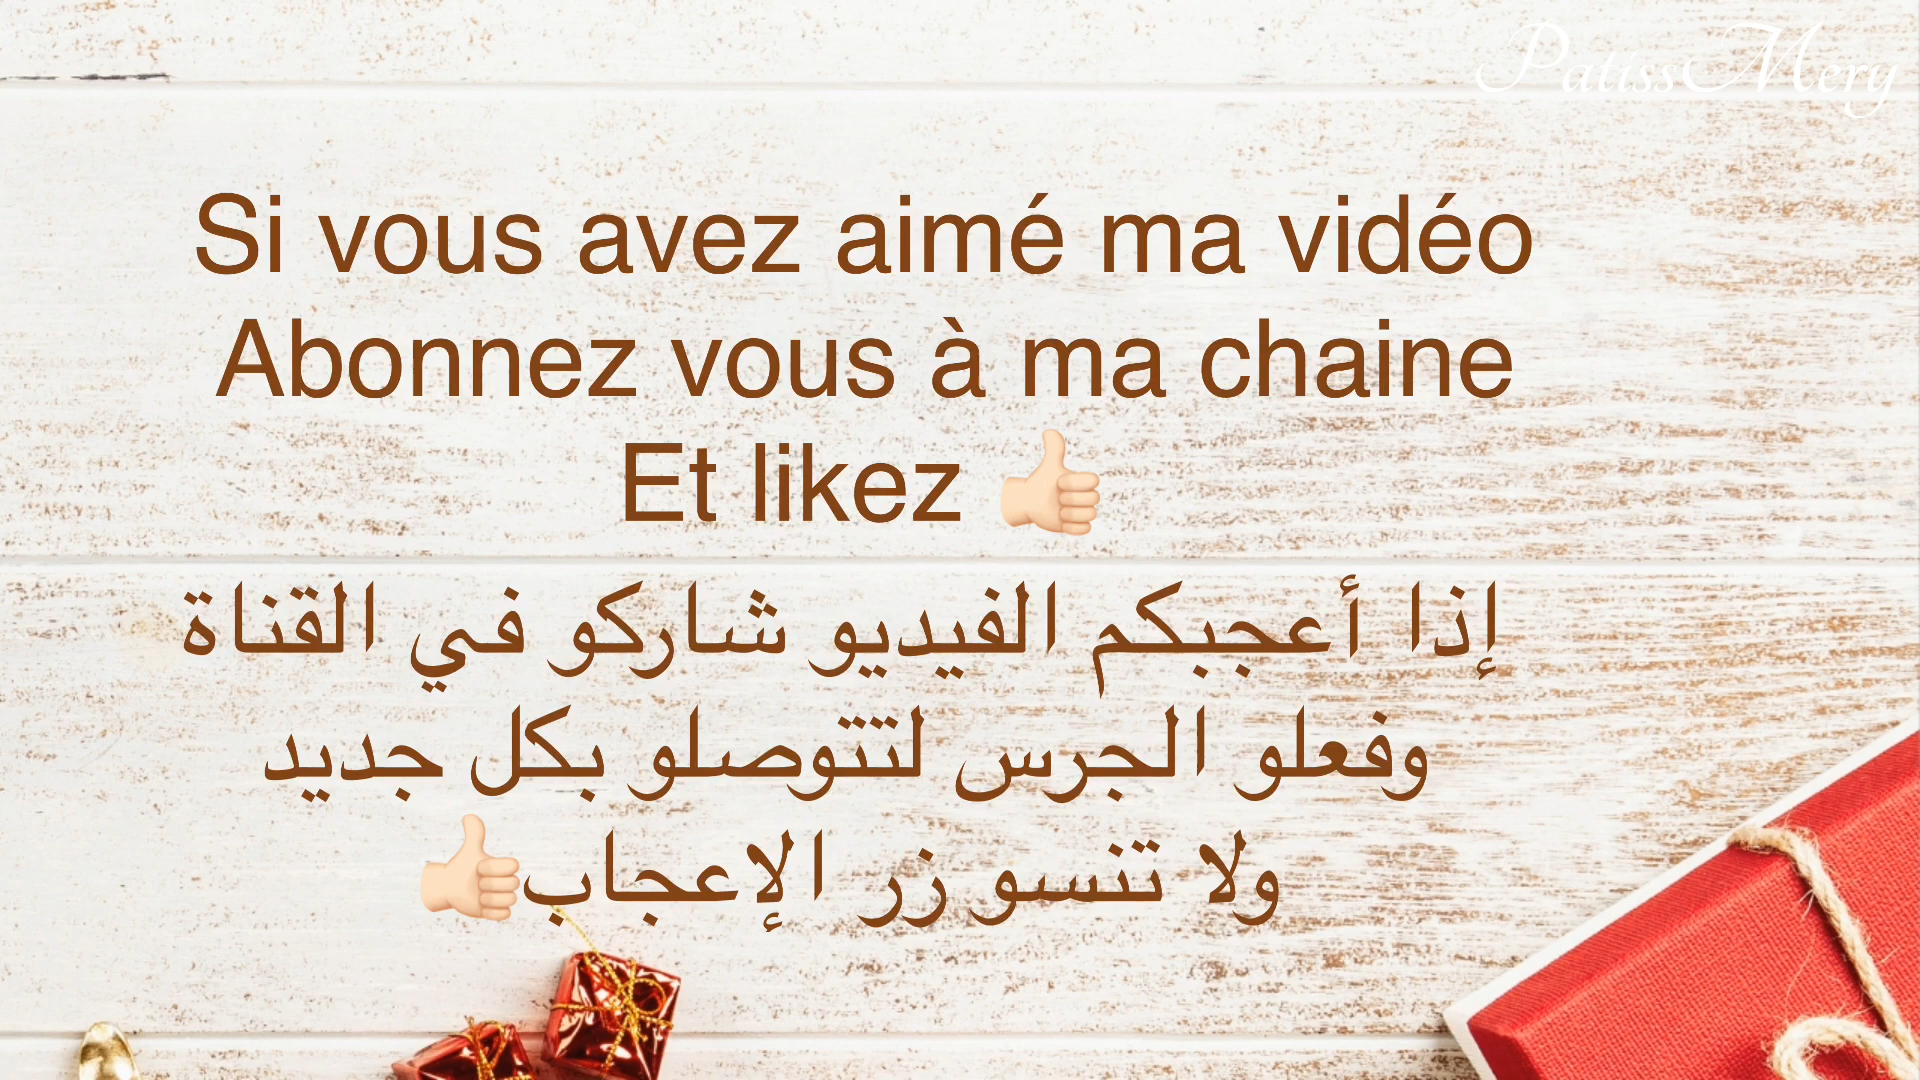 PatissMery
Si vous avez aimé ma vidéo
Abonnez vous à ma chaine
Et likez 👍🏻
إذا أعجبكم الفيديو شاركو في القناة
وفعلو الجرس لتتوصلو بكل جديد
ولا تنسو زر الإعجاب👍🏻